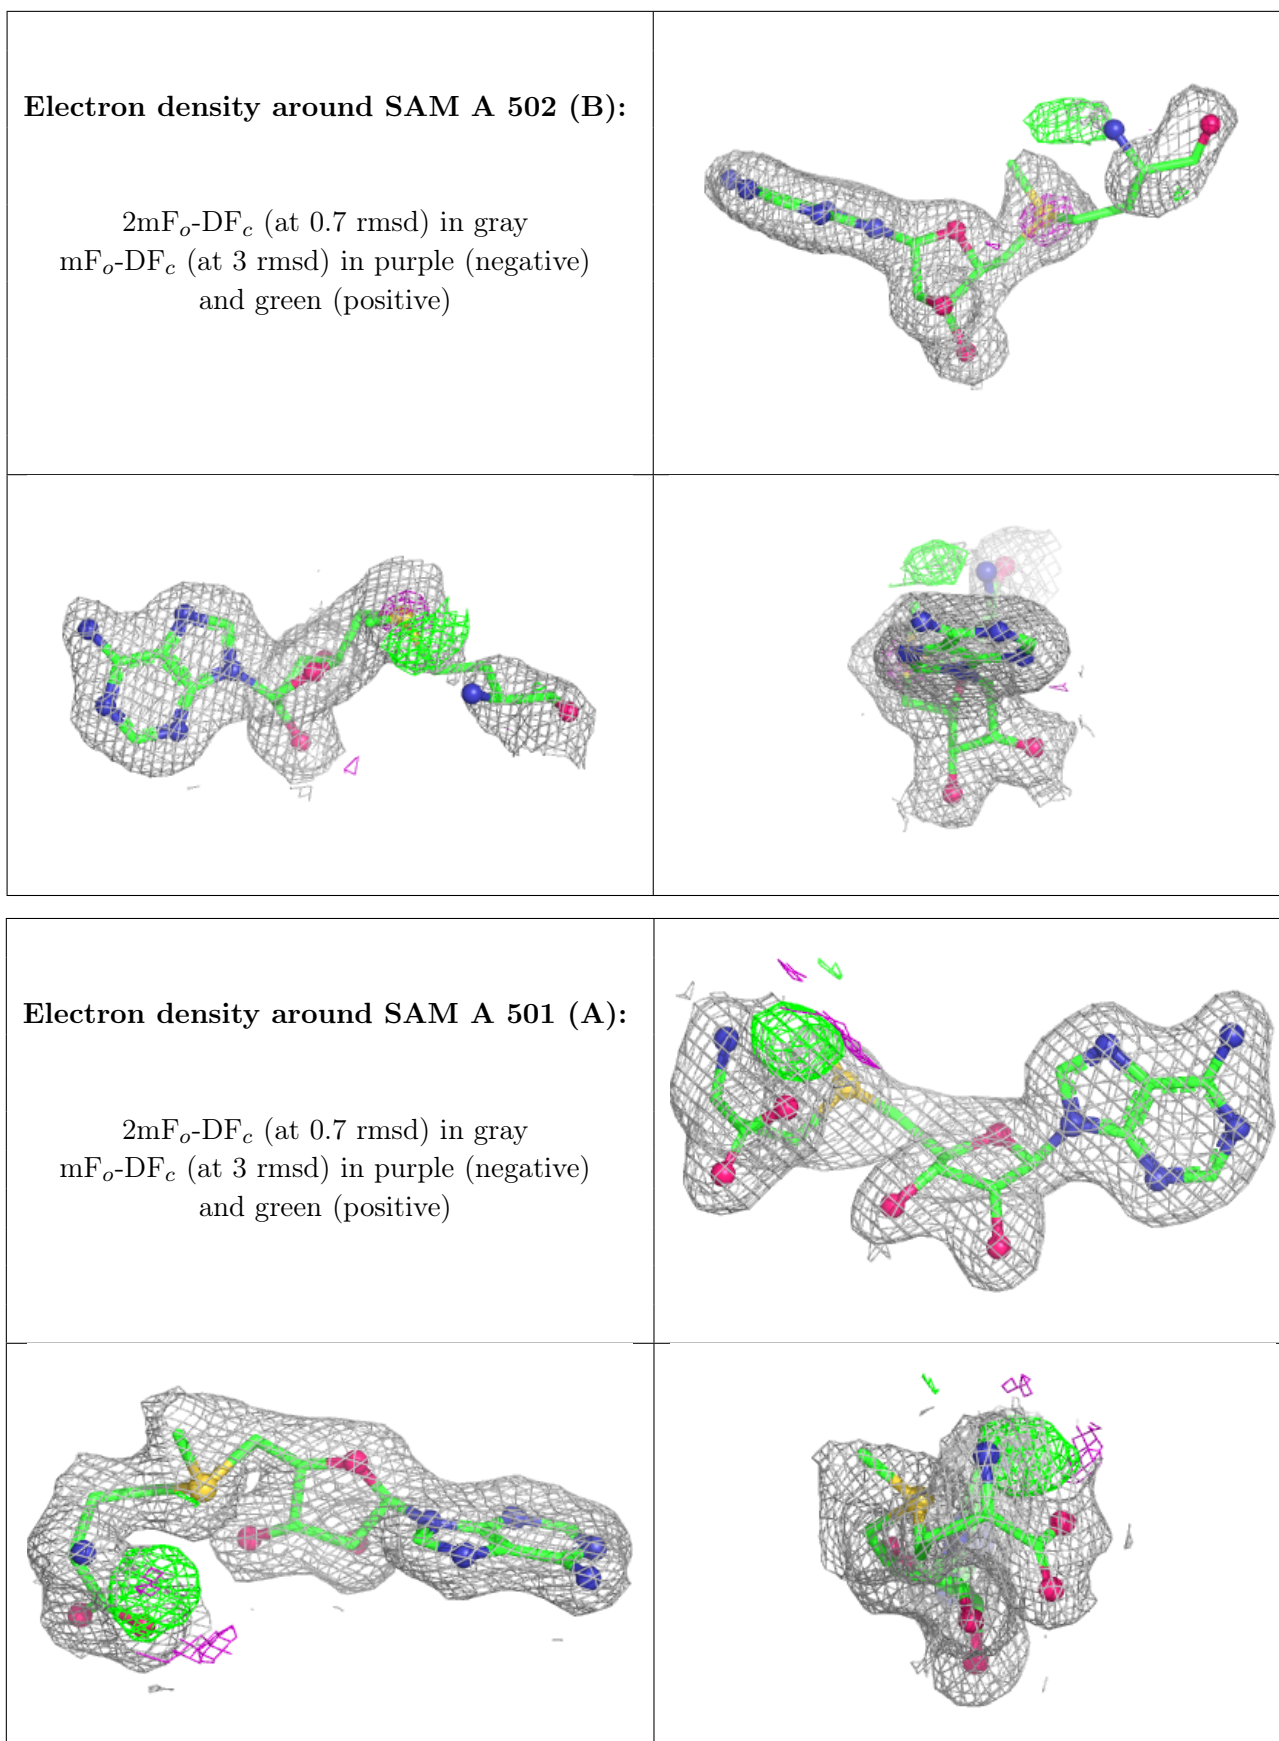 Electron density around SAM A 502 (B):
2mFo-DFc (at 0.7 rmsd) in gray
mFo-DFc (at 3 rmsd) in purple (negative)
and green (positive)
Electron density around SAM A 501 (A):
2mFo-DFc (at 0.7 rmsd) in gray
mFo-DFc (at 3 rmsd) in purple (negative)
and green (positive)